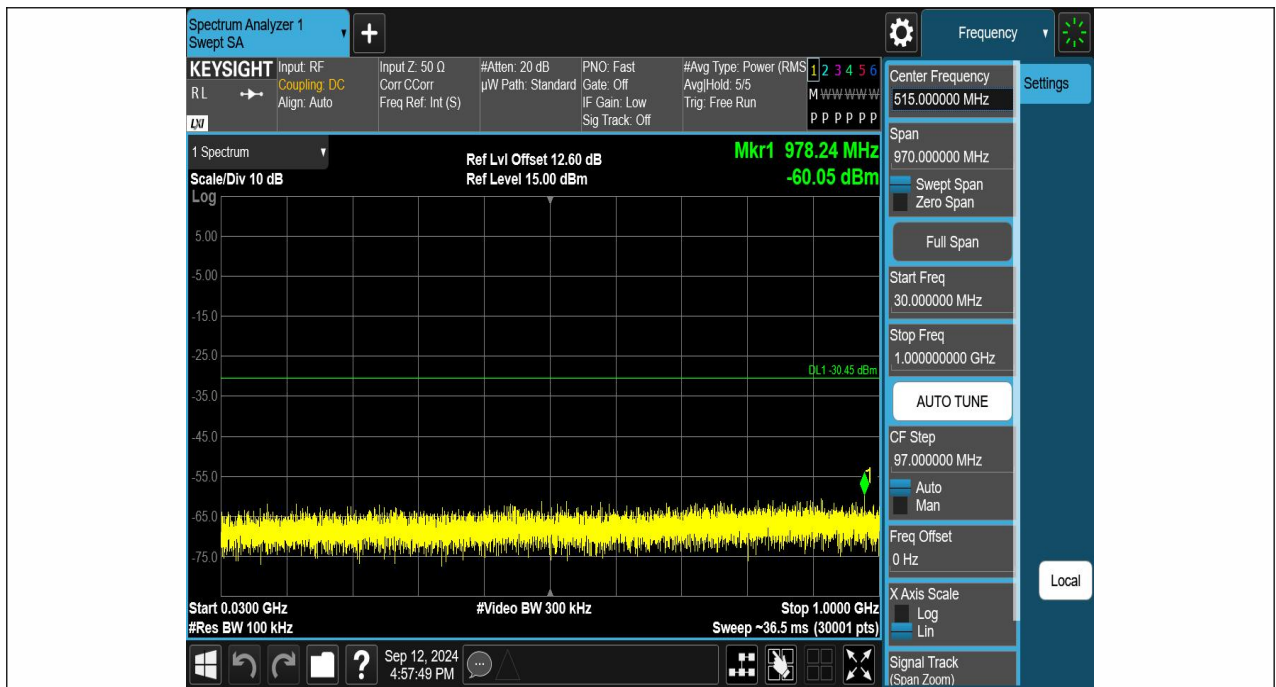 Spectrum Analyzer 1
Swept SA
+
Frequency
KEYSIGHT
RL
LXI
Input: RF
Coupling: DC
Align: Auto
Input Z: 50 Ω
Corr CCorr
Freq Ref: Int (S)
#Atten: 20 dB
µW Path: Standard
PNO: Fast
Gate: Off
IF Gain: Low
Sig Track: Off
#Avg Type: Power (RMS
Avg|Hold: 5/5
Trig: Free Run
1 2 3 4 5 6
M W W W W W
P P P P P P
1 Spectrum
Scale/Div 10 dB
Ref Lvl Offset 12.60 dB
Ref Level 15.00 dBm
Mkr1 978.24 MHz
-60.05 dBm
Log
5.00
-5.00
-15.0
-25.0
DL1 -30.45 dBm
-35.0
-45.0
-55.0
1
-65.0
-75.0
Start 0.0300 GHz
#Video BW 300 kHz
Stop 1.0000 GHz
#Res BW 100 kHz
Sweep ~36.5 ms (30001 pts)
Center Frequency
515.000000 MHz
Settings
Span
970.000000 MHz
Swept Span
Zero Span
Full Span
Start Freq
30.000000 MHz
Stop Freq
1.000000000 GHz
AUTO TUNE
CF Step
97.000000 MHz
Auto
Man
Freq Offset
0 Hz
X Axis Scale
Log
Lin
Local
Signal Track
(Span Zoom)
?
Sep 12, 2024
4:57:49 PM